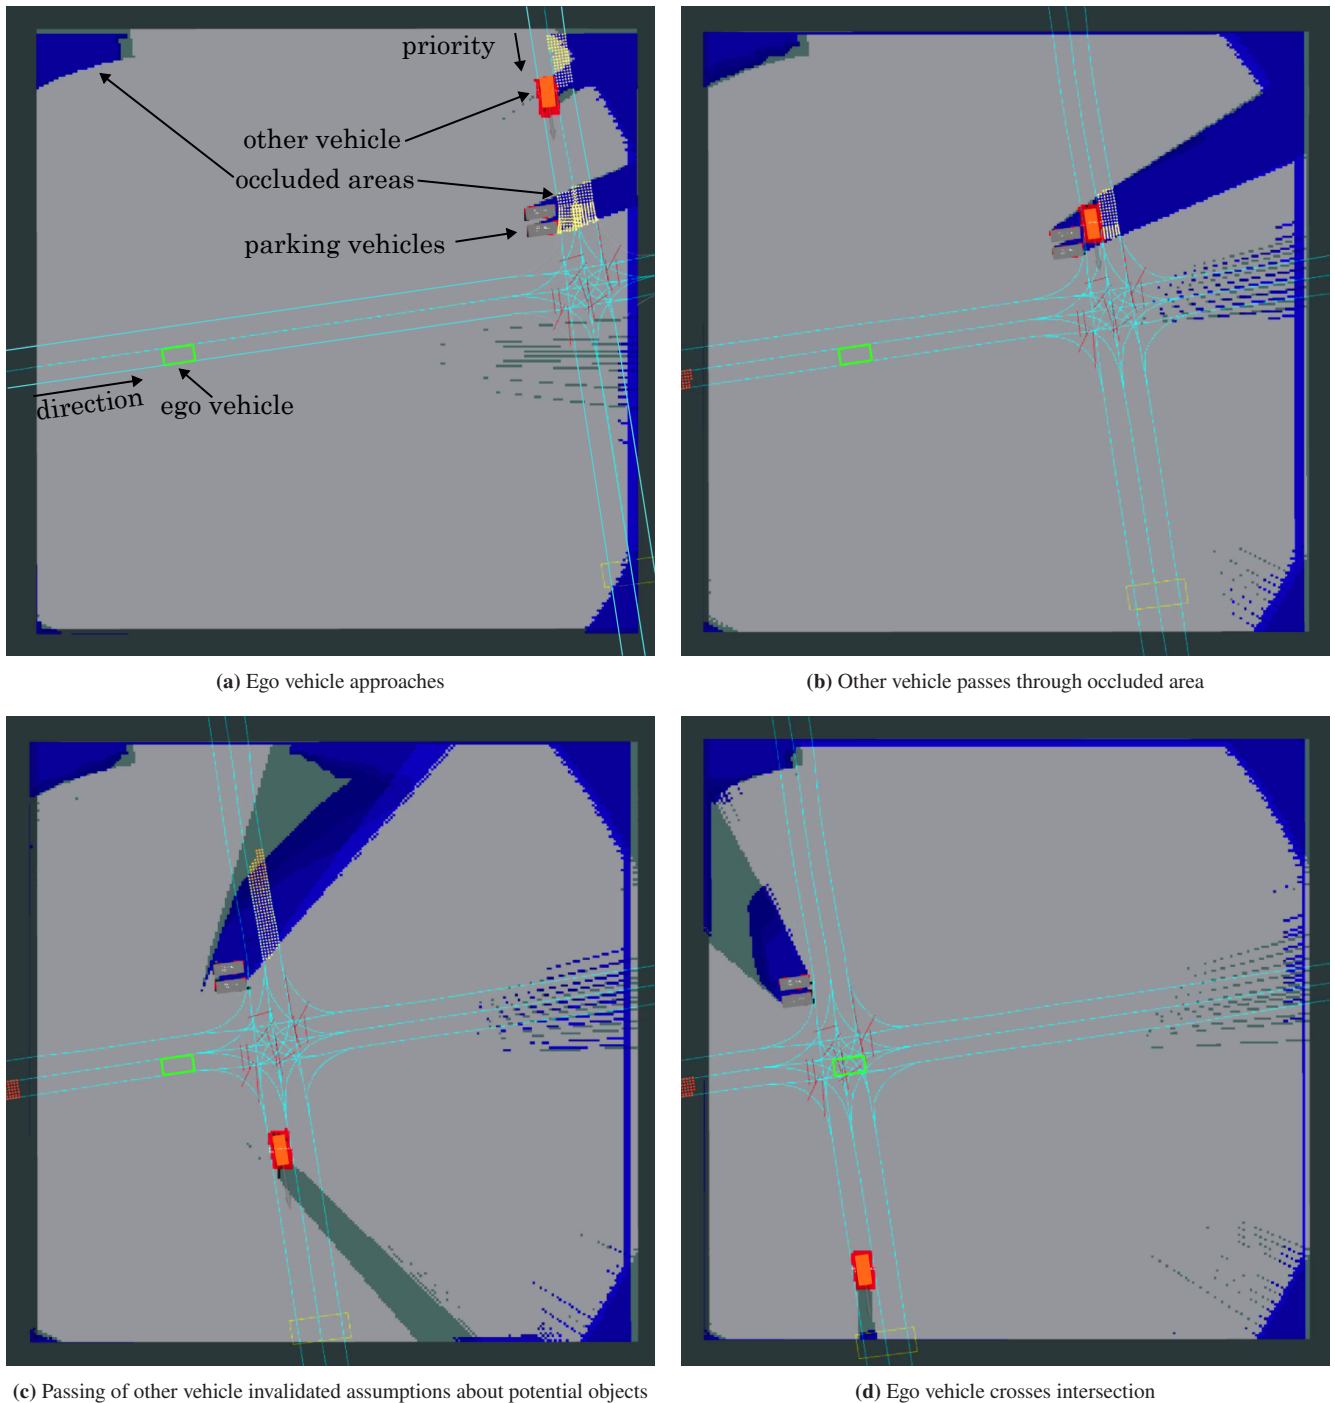 priority
other vehicle
occluded areas
parking vehicles
direction
ego vehicle
(a) Ego vehicle approaches
(b) Other vehicle passes through occluded area
(c) Passing of other vehicle invalidated assumptions about potential objects
(d) Ego vehicle crosses intersection